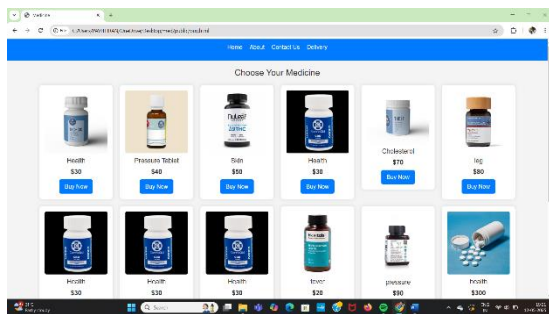 Medicine
Home About Contact Us Delivery
Choose Your Medicine
Health
$30
Buy Now
Pressure Tablet
$40
Buy Now
Skin
$50
Buy Now
Health
$30
Buy Now
Cholesterol
$70
Buy Now
leg
$80
Buy Now
Health
$30
Health
$30
Health
$30
fever
$20
pressure
$90
health
$300
Search